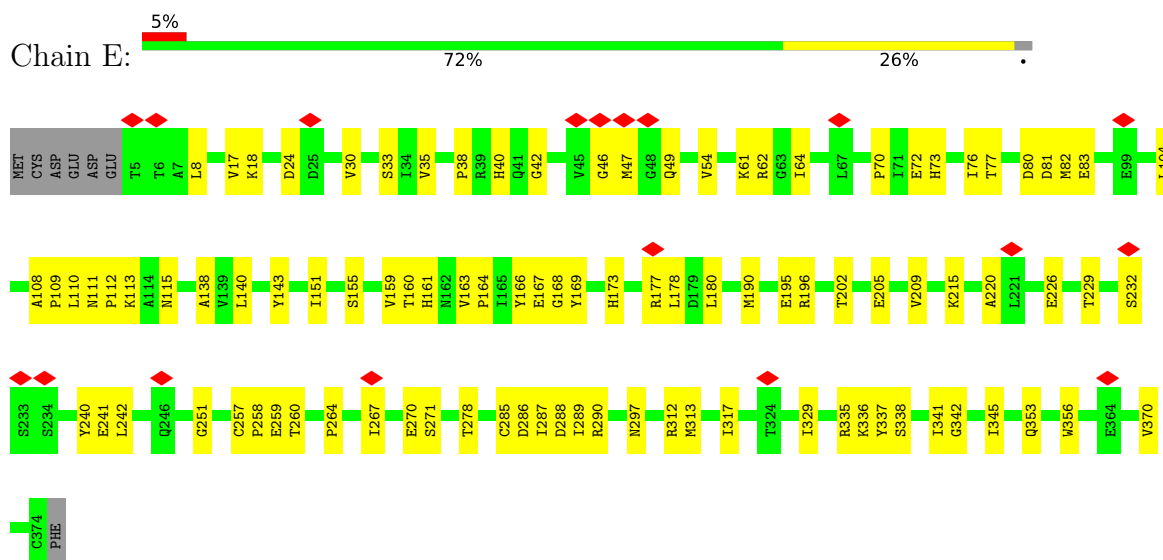 5%
Chain E:
72% 26% •
MET CYS ASP GLU ASP GLU T5 T6 A7 L8 V17 K18 D24 D25 V30 S33 I34 V35 P38 R39 H40 Q41 G42 V45 G46 M47 G48 Q49 V54 K61 R62 G63 I64 L67 P70 I71 E72 H73 I76 T77 D80 D81 M82 E83 E99
A108 P109 L110 N111 P112 K113 A114 N115 A138 V139 L140 Y143 I151 S155 V159 T160 H161 N162 V163 P164 I165 Y166 E167 G168 Y169 H173 R177 L178 D179 L180 M190 E195 R196 T202 E205 V209 K215 A220 L221 E226 T229 S232
S233 S234 Y240 E241 L242 Q246 G251 C257 P258 E259 T260 P264 I267 E270 S271 T278 C285 D286 I287 D288 I289 R290 N297 R312 M313 I317 T324 I329 R335 K336 Y337 S338 I341 G342 I345 Q353 W356 E364 V370
C374 PHE